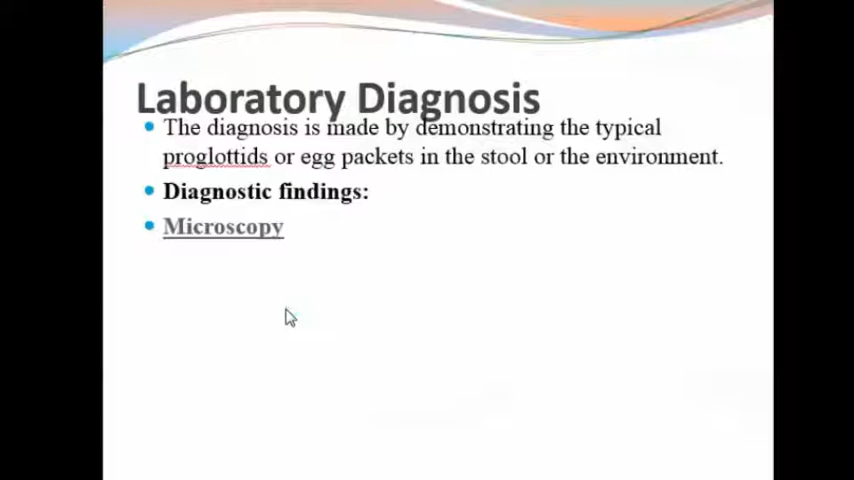 Laboratory Diagnosis
The diagnosis is made by demonstrating the typical
proglottids or egg packets in the stool or the environment.
Diagnostic findings:
Microscopy